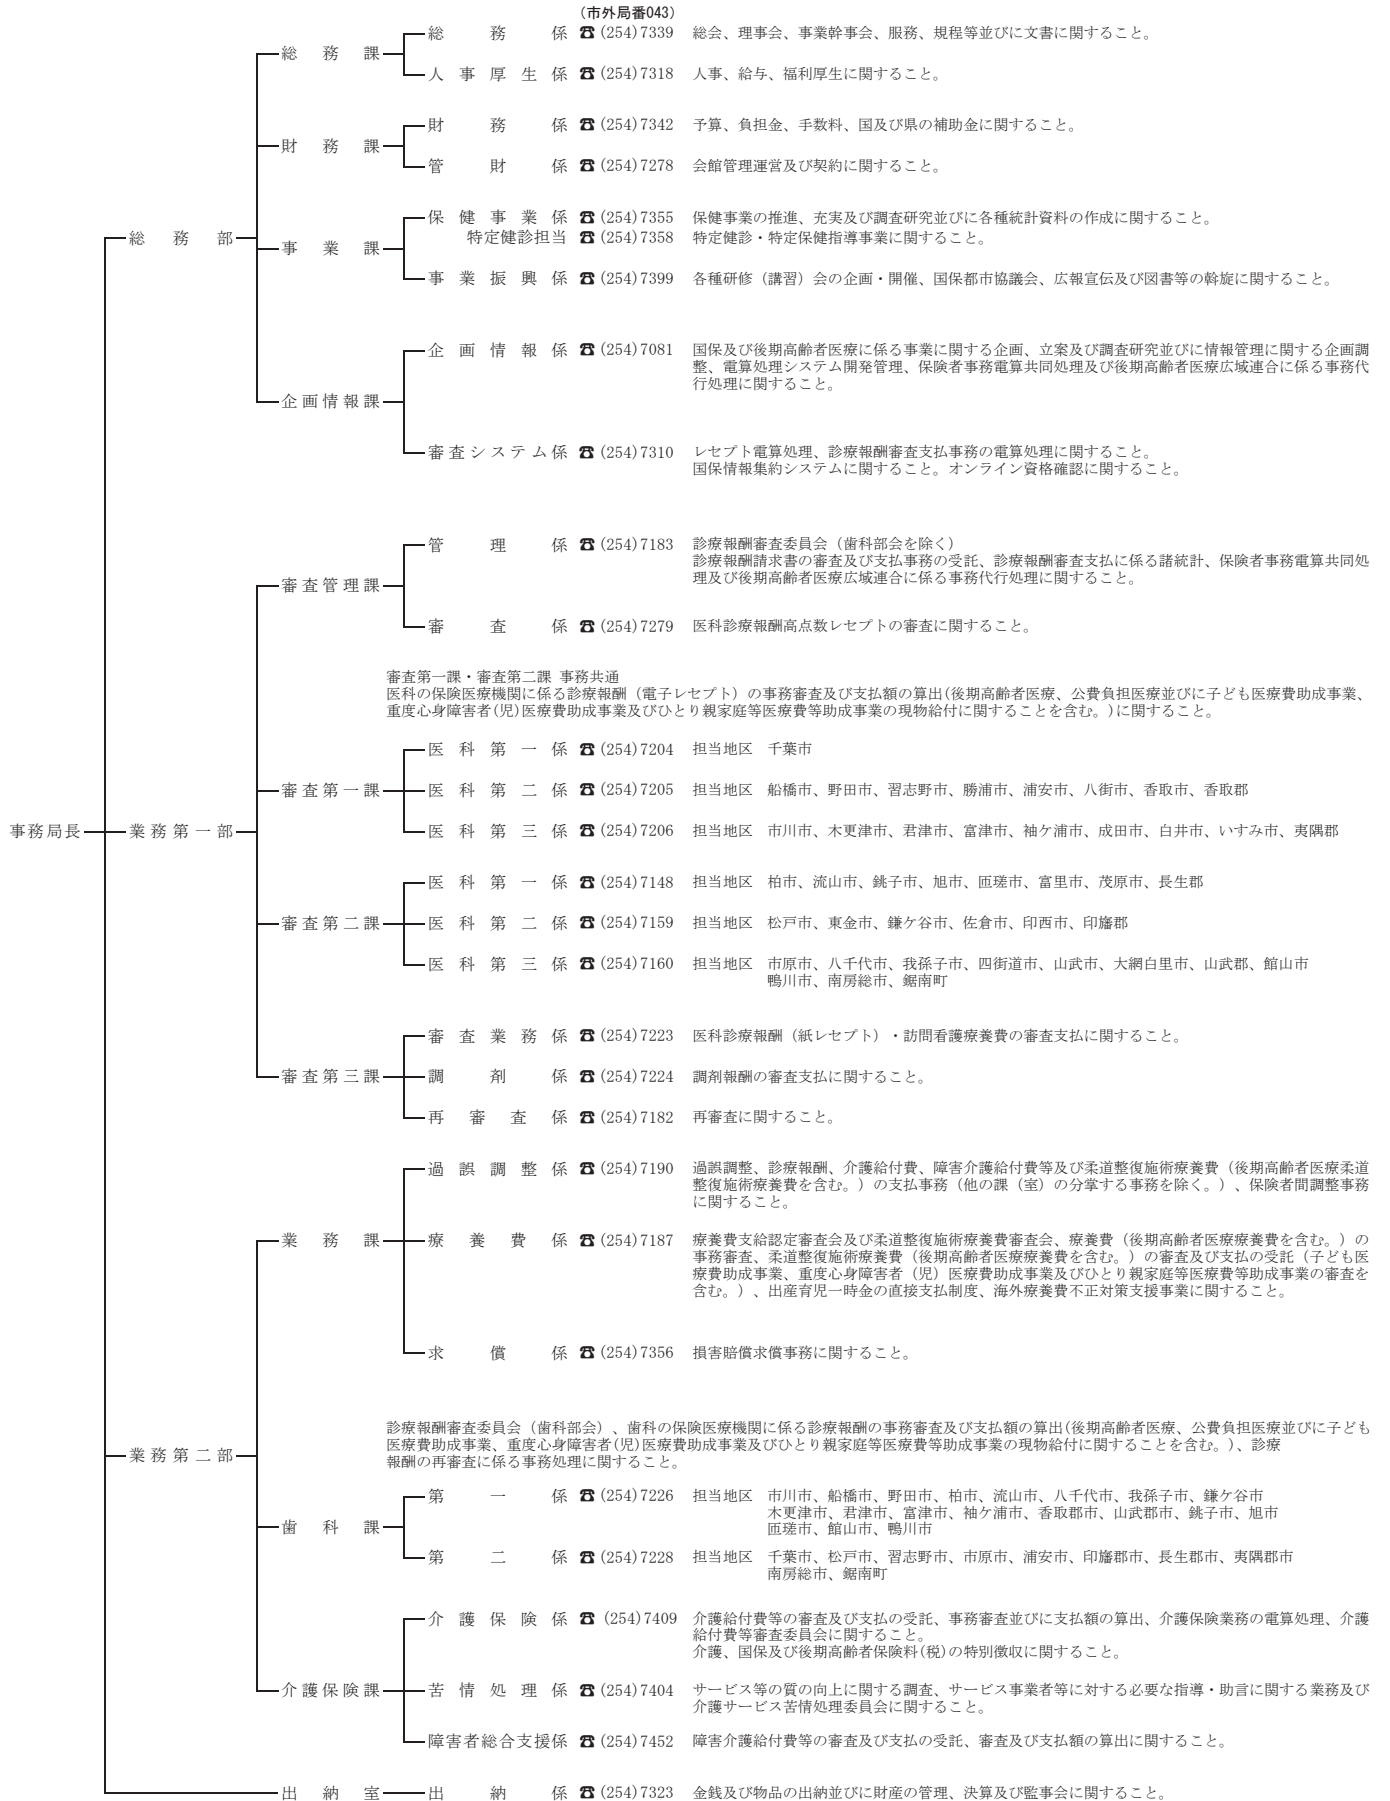 （市外局番043）
総務係 ☎(254)7339 総会、理事会、事業幹事会、服務、規程等並びに文書に関すること。
総務課
人事厚生係 ☎(254)7318 人事、給与、福利厚生に関すること。
財務係 ☎(254)7342 予算、負担金、手数料、国及び県の補助金に関すること。
財務課
管財係 ☎(254)7278 会館管理運営及び契約に関すること。
保健事業係 ☎(254)7355 保健事業の推進、充実及び調査研究並びに各種統計資料の作成に関すること。
総務部 特定健診担当 ☎(254)7358 特定健診・特定保健指導事業に関すること。
事業課
事業振興係 ☎(254)7399 各種研修（講習）会の企画・開催、国保都市協議会、広報宣伝及び図書等の斡旋に関すること。
企画情報係 ☎(254)7081 国保及び後期高齢者医療に係る事業に関する企画、立案及び調査研究並びに情報管理に関する企画調
整、電算処理システム開発管理、保険者事務電算共同処理及び後期高齢者医療広域連合に係る事務代
行処理に関すること。
企画情報課
審査システム係 ☎(254)7310 レセプト電算処理、診療報酬審査支払事務の電算処理に関すること。
国保情報集約システムに関すること。オンライン資格確認に関すること。
管理係 ☎(254)7183 診療報酬審査委員会（歯科部会を除く）
診療報酬請求書の審査及び支払事務の受託、診療報酬審査支払に係る諸統計、保険者事務電算共同処
理及び後期高齢者医療広域連合に係る事務代行処理に関すること。
審査管理課
審査係 ☎(254)7279 医科診療報酬高点数レセプトの審査に関すること。
審査第一課・審査第二課 事務共通
医科の保険医療機関に係る診療報酬（電子レセプト）の事務審査及び支払額の算出(後期高齢者医療、公費負担医療並びに子ども医療費助成事業、
重度心身障害者(児)医療費助成事業及びひとり親家庭等医療費等助成事業の現物給付に関することを含む。)に関すること。
医科第一係 ☎(254)7204 担当地区 千葉市
審査第一課 医科第二係 ☎(254)7205 担当地区 船橋市、野田市、習志野市、勝浦市、浦安市、八街市、香取市、香取郡
事務局長 業務第一部 医科第三係 ☎(254)7206 担当地区 市川市、木更津市、君津市、富津市、袖ケ浦市、成田市、白井市、いすみ市、夷隅郡
医科第一係 ☎(254)7148 担当地区 柏市、流山市、銚子市、旭市、匝瑳市、富里市、茂原市、長生郡
審査第二課 医科第二係 ☎(254)7159 担当地区 松戸市、東金市、鎌ケ谷市、佐倉市、印西市、印旛郡
医科第三係 ☎(254)7160 担当地区 市原市、八千代市、我孫子市、四街道市、山武市、大網白里市、山武郡、館山市
鴨川市、南房総市、鋸南町
審査業務係 ☎(254)7223 医科診療報酬（紙レセプト）・訪問看護療養費の審査支払に関すること。
審査第三課 調剤係 ☎(254)7224 調剤報酬の審査支払に関すること。
再審査係 ☎(254)7182 再審査に関すること。
過誤調整係 ☎(254)7190 過誤調整、診療報酬、介護給付費、障害介護給付費等及び柔道整復施術療養費（後期高齢者医療柔道
整復施術療養費を含む。）の支払事務（他の課（室）の分掌する事務を除く。）、保険者間調整事務
に関すること。
業務課 療養費係 ☎(254)7187 療養費支給認定審査会及び柔道整復施術療養費審査会、療養費（後期高齢者医療療養費を含む。）の
事務審査、柔道整復施術療養費（後期高齢者医療療養費を含む。）の審査及び支払の受託（子ども医
療費助成事業、重度心身障害者（児）医療費助成事業及びひとり親家庭等医療費等助成事業の審査を
含む。）、出産育児一時金の直接支払制度、海外療養費不正対策支援事業に関すること。
求償係 ☎(254)7356 損害賠償求償事務に関すること。
診療報酬審査委員会（歯科部会）、歯科の保険医療機関に係る診療報酬の事務審査及び支払額の算出(後期高齢者医療、公費負担医療並びに子ども
医療費助成事業、重度心身障害者(児)医療費助成事業及びひとり親家庭等医療費等助成事業の現物給付に関することを含む。)、診療
報酬の再審査に係る事務処理に関すること。
業務第二部
第一係 ☎(254)7226 担当地区 市川市、船橋市、野田市、柏市、流山市、八千代市、我孫子市、鎌ケ谷市
木更津市、君津市、富津市、袖ケ浦市、香取郡市、山武郡市、銚子市、旭市
匝瑳市、館山市、鴨川市
歯科課
第二係 ☎(254)7228 担当地区 千葉市、松戸市、習志野市、市原市、浦安市、印旛郡市、長生郡市、夷隅郡市
南房総市、鋸南町
介護保険係 ☎(254)7409 介護給付費等の審査及び支払の受託、事務審査並びに支払額の算出、介護保険業務の電算処理、介護
給付費等審査委員会に関すること。
介護、国保及び後期高齢者保険料(税)の特別徴収に関すること。
介護保険課 苦情処理係 ☎(254)7404 サービス等の質の向上に関する調査、サービス事業者等に対する必要な指導・助言に関する業務及び
介護サービス苦情処理委員会に関すること。
障害者総合支援係 ☎(254)7452 障害介護給付費等の審査及び支払の受託、審査及び支払額の算出に関すること。
出納室 出納係 ☎(254)7323 金銭及び物品の出納並びに財産の管理、決算及び監事会に関すること。